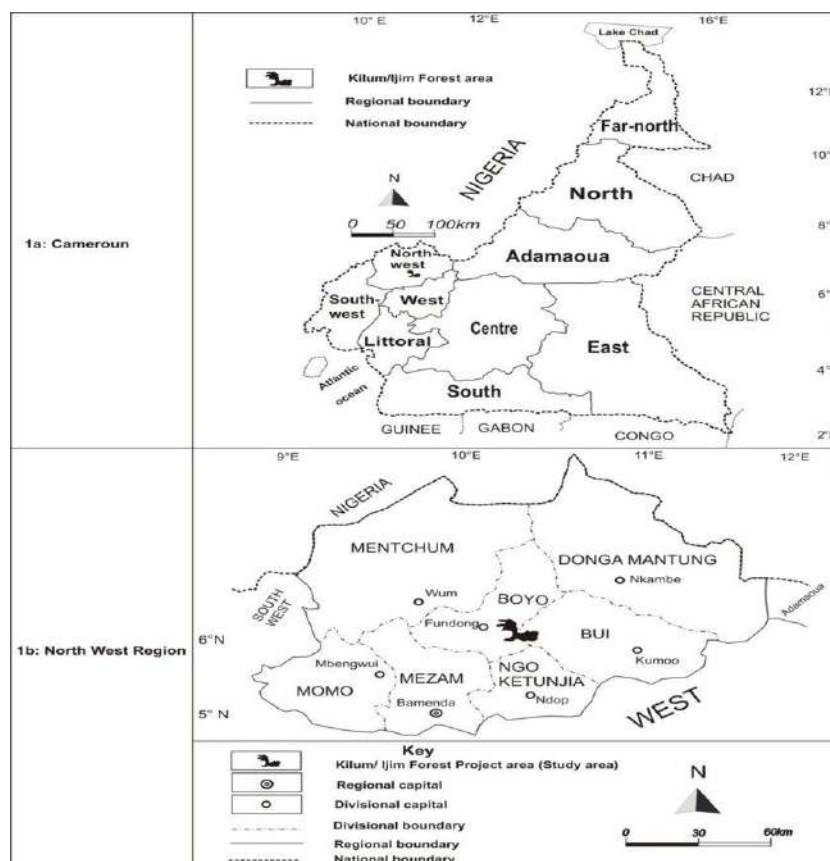 10° E 12°E 16°E
Lake Chad
Kilum/Ijim Forest area
Regional boundary
National boundary
12°
Far-north
10°
NIGERIA
CHAD
N
North
8°
0 50 100km
1a: Cameroun
North-
west
Adamaoua
6°
South-
west
West
CENTRAL
AFRICAN
REPUBLIC
Centre
Littoral
East
4°
Atlantic
ocean
South
GUINEE GABON CONGO
2°
9°E 10°E 11°E 12°E
NIGERIA
MENTCHUM
DONGA MANTUNG
Nkambe
SOUTH
WEST
Wum
BOYO
Adamaoua
Fundong
6°N
BUI
1b: North West Region
Mbengwui
NGO
KETUNJIA
Kumoo
MOMO
MEZAM
Ndop
Bamenda
5° N
WEST
Key
Kilum/ Ijim Forest Project area (Study area)
Regional capital
Divisional capital
Divisional boundary
Regional boundary
National boundary
N
0 30 60km